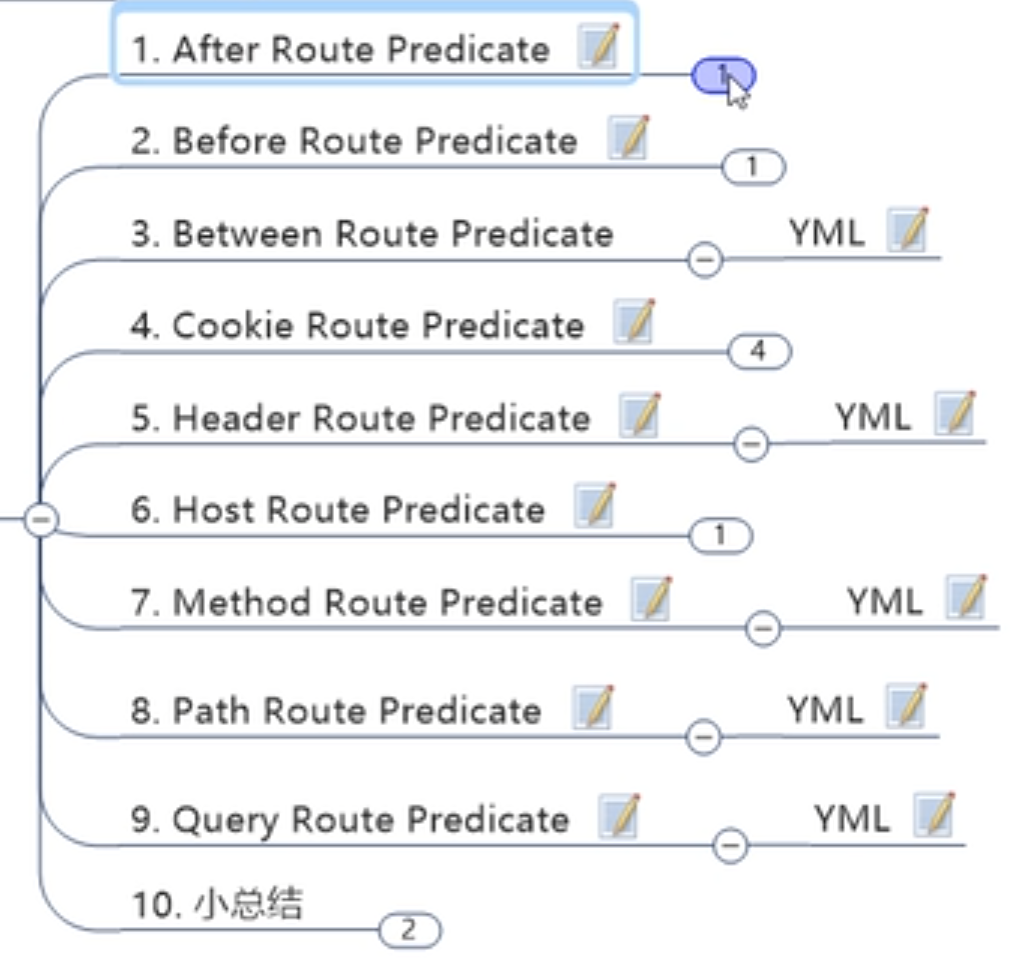 1. After Route Predicate 1
2. Before Route Predicate 1
3. Between Route Predicate YML
4. Cookie Route Predicate 4
5. Header Route Predicate YML
6. Host Route Predicate 1
7. Method Route Predicate YML
8. Path Route Predicate YML
9. Query Route Predicate YML
10. 小总结 2